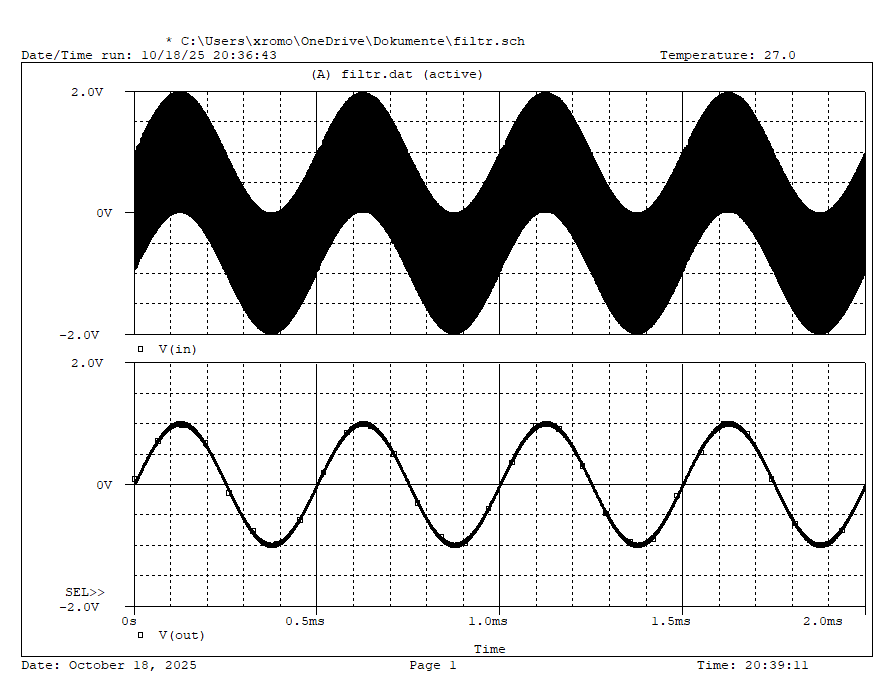 * C:\Users\xromo\OneDrive\Dokumente\filtr.sch
Date/Time run: 10/18/25 20:36:43 Temperature: 27.0
(A) filtr.dat (active)
2.0V
0V
-2.0V
V(in)
2.0V
0V
SEL>>
-2.0V
0s 0.5ms 1.0ms 1.5ms 2.0ms
V(out)
Time
Date: October 18, 2025 Page 1 Time: 20:39:11